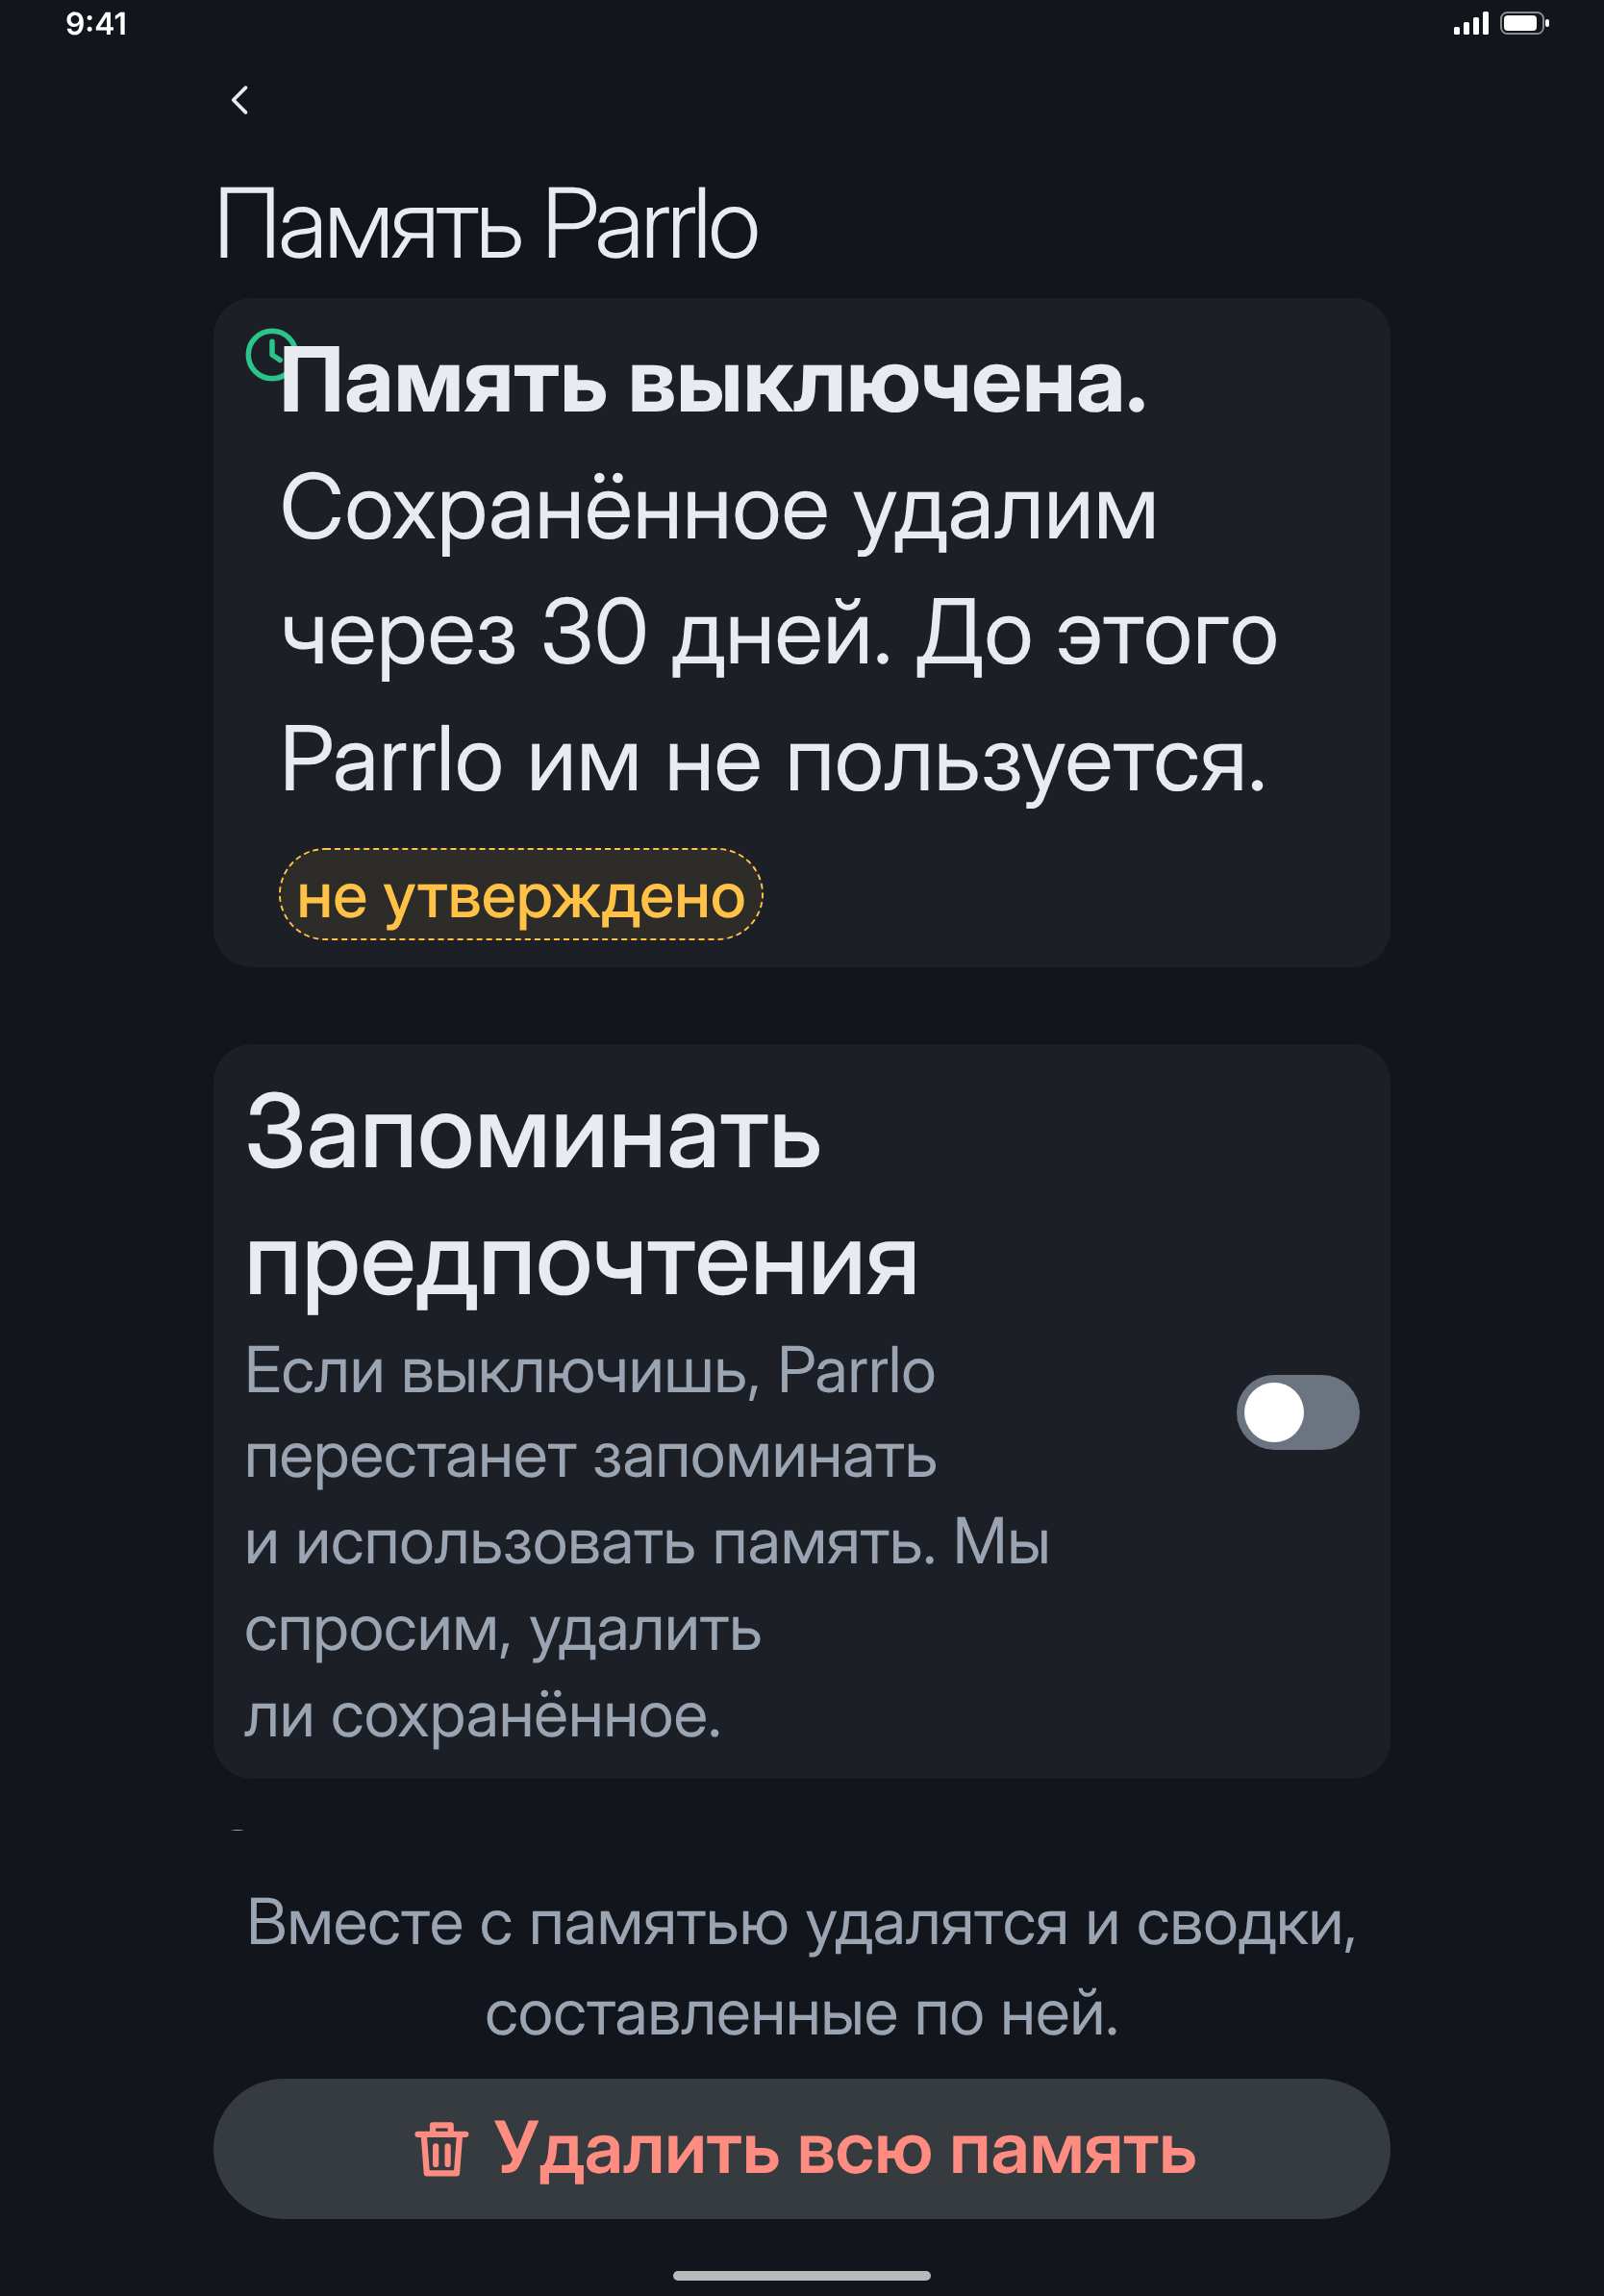 9:41
Память Parrlo
Память выключена.
Сохранённое удалим
через 30 дней. До этого
Parrlo им не пользуется.
не утверждено
Запоминать
предпочтения
Если выключишь, Parrlo
перестанет запоминать
и использовать память. Мы
спросим, удалить
ли сохранённое.
Вместе с памятью удалятся и сводки,
составленные по ней.
Удалить всю память